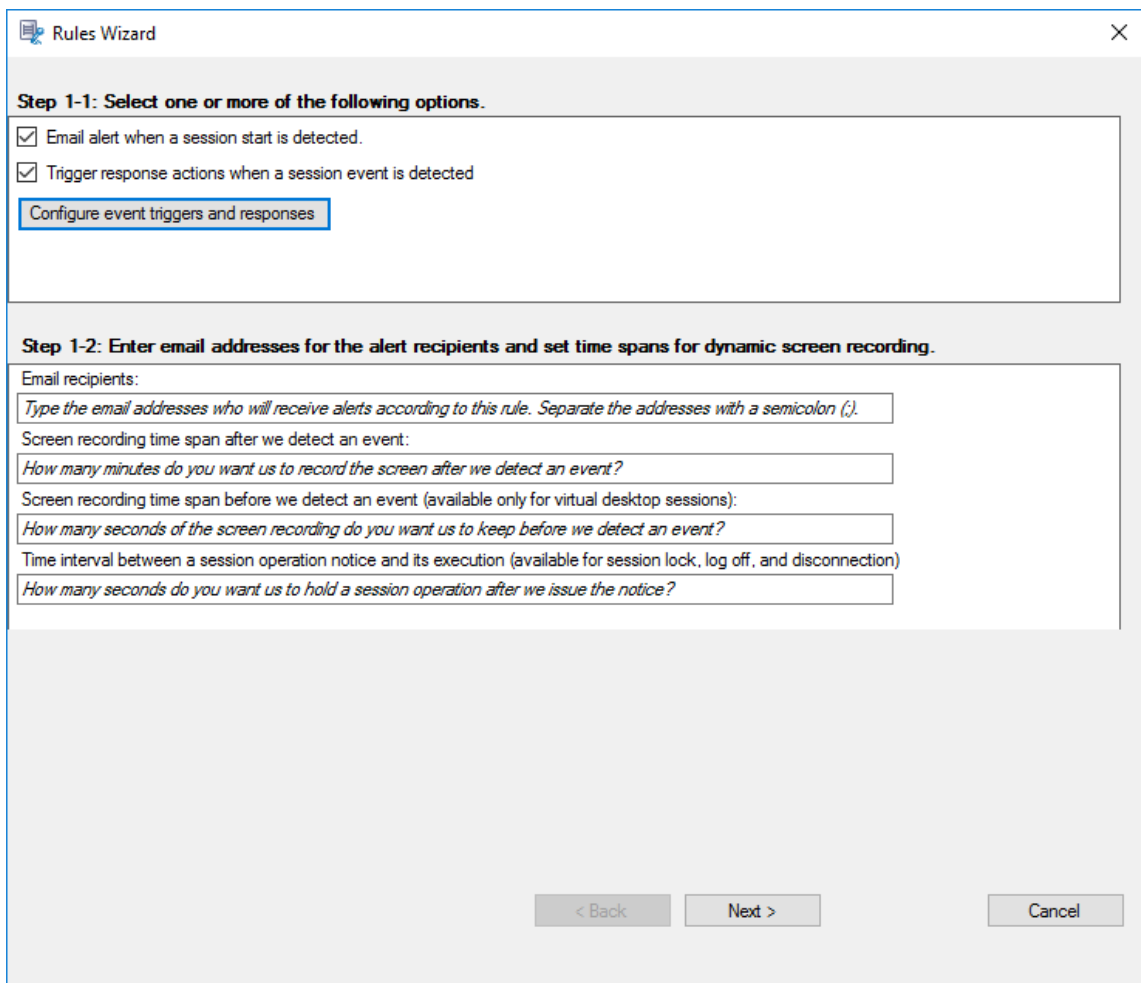 Rules Wizard
Step 1-1: Select one or more of the following options.
Email alert when a session start is detected.
Trigger response actions when a session event is detected
Configure event triggers and responses
Step 1-2: Enter email addresses for the alert recipients and set time spans for dynamic screen recording.
Email recipients:
Type the email addresses who will receive alerts according to this rule. Separate the addresses with a semicolon (;).
Screen recording time span after we detect an event:
How many minutes do you want us to record the screen after we detect an event?
Screen recording time span before we detect an event (available only for virtual desktop sessions):
How many seconds of the screen recording do you want us to keep before we detect an event?
Time interval between a session operation notice and its execution (available for session lock, log off, and disconnection)
How many seconds do you want us to hold a session operation after we issue the notice?
< Back
Next >
Cancel